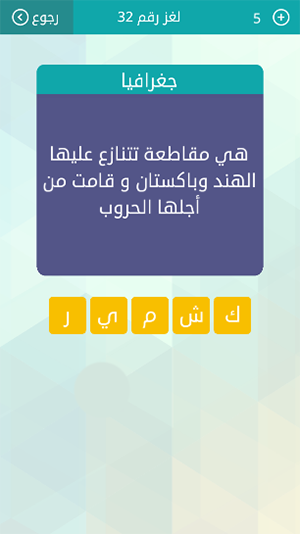 رجوع لغز رقم 32 5
جغرافيا
هي مقاطعة تتنازع عليها
الهند وباكستان و قامت من
أجلها الحروب
ك ش م ي ر